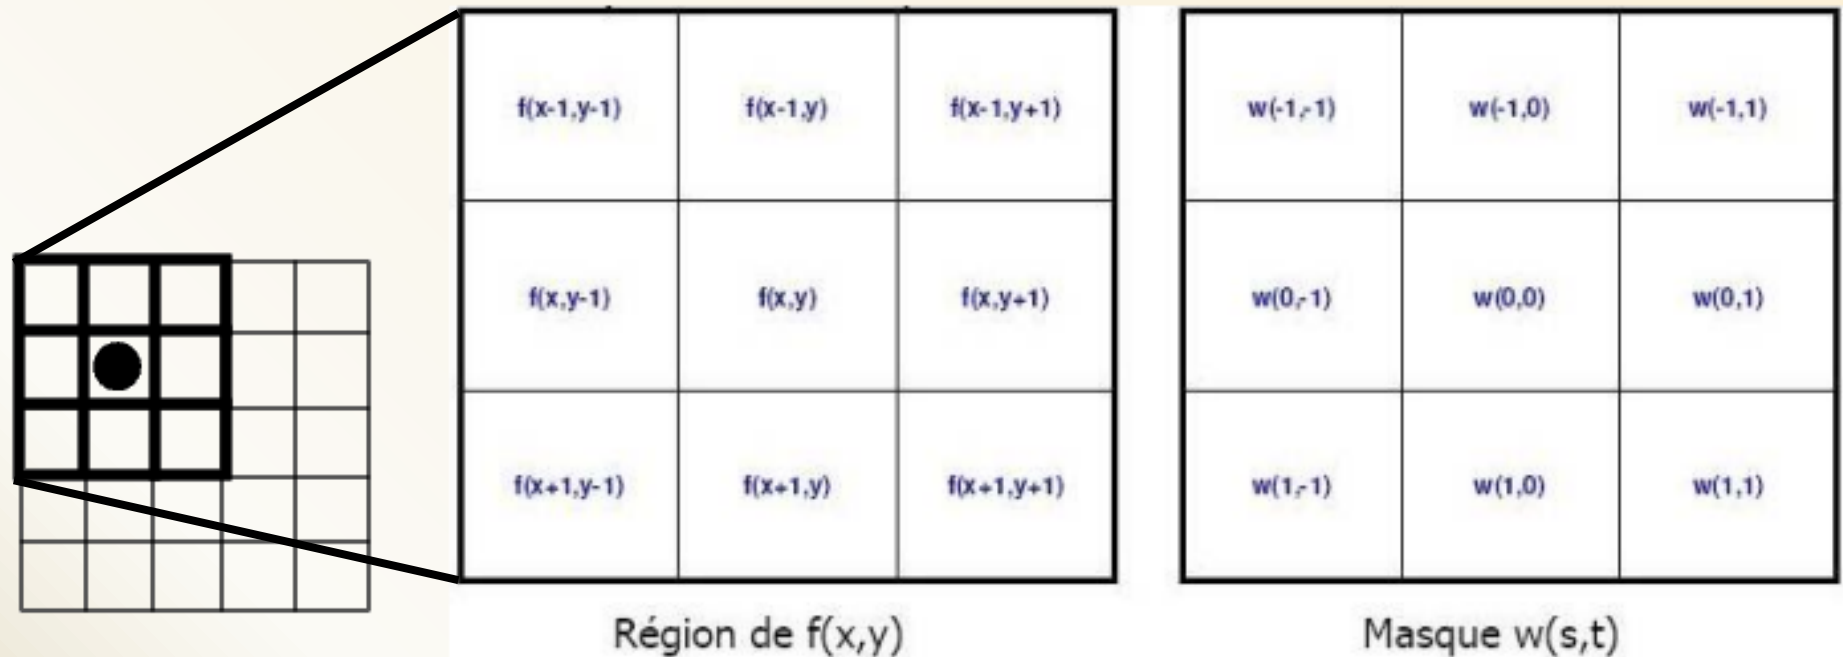 f(x-1,y-1) f(x-1,y) f(x-1,y+1) w(-1,-1) w(-1,0) w(-1,1)
f(x,y-1) f(x,y) f(x,y+1) w(0,-1) w(0,0) w(0,1)
f(x+1,y-1) f(x+1,y) f(x+1,y+1) w(1,-1) w(1,0) w(1,1)
Région de f(x,y) Masque w(s,t)